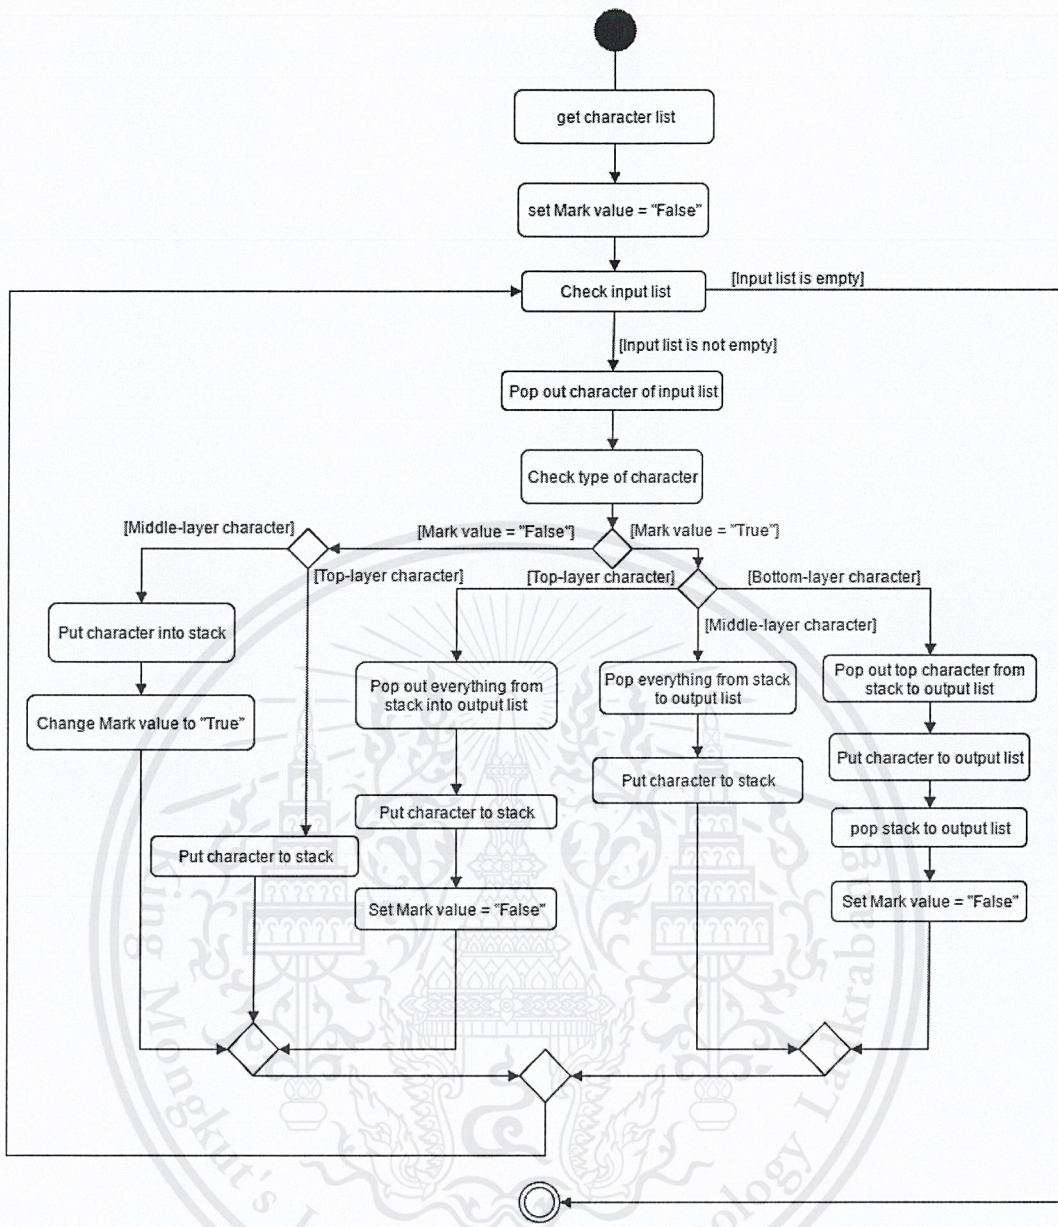 get character list
set Mark value = "False"
Check input list
[Input list is empty]
[Input list is not empty]
Pop out character of input list
Check type of character
[Middle-layer character]
[Mark value = "False"]
[Mark value = "True"]
[Top-layer character]
[Top-layer character]
[Bottom-layer character]
[Middle-layer character]
Put character into stack
Change Mark value to "True"
Put character to stack
Pop out everything from
stack into output list
Put character to stack
Set Mark value = "False"
Pop everything from stack
to output list
Put character to stack
Pop out top character from
stack to output list
Put character to output list
pop stack to output list
Set Mark value = "False"
King Mongkut's
Ladkrabang